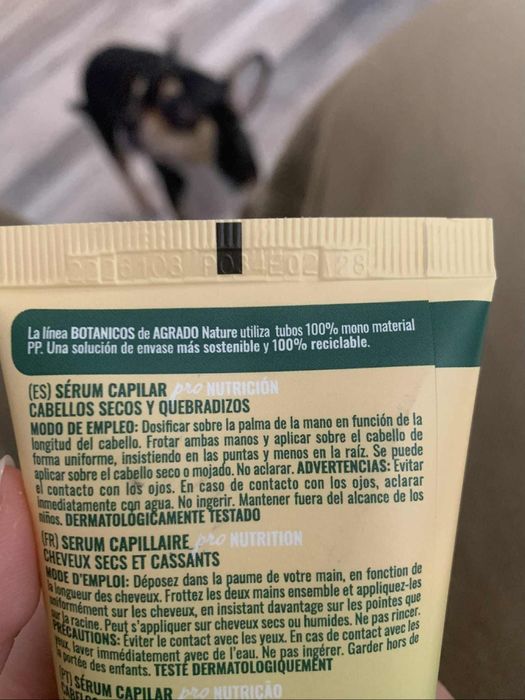 La línea BOTANICOS de AGRADO Nature utiliza tubos 100% mono material
PP. Una solución de envase más sostenible y 100% reciclable.
(ES) SÉRUM CAPILAR pro NUTRICIÓN
CABELLOS SECOS Y QUEBRADIZOS
MODO DE EMPLEO: Dosificar sobre la palma de la mano en función de la
longitud del cabello. Frotar ambas manos y aplicar sobre el cabello de
forma uniforme, insistiendo en las puntas y menos en la raíz. Se puede
aplicar sobre el cabello seco o mojado. No aclarar. ADVERTENCIAS: Evitar
el contacto con los ojos. En caso de contacto con los ojos, aclarar
inmediatamente con agua. No ingerir. Mantener fuera del alcance de los
niños. DERMATOLÓGICAMENTE TESTADO
(FR) SERUM CAPILLAIRE pro NUTRITION
CHEVEUX SECS ET CASSANTS
MODE D'EMPLOI: Déposez dans la paume de votre main, en fonction de
la longueur des cheveux. Frottez les deux mains ensemble et appliquez-les
uniformément sur les cheveux, en insistant davantage sur les pointes que
sur la racine. Peut s'appliquer sur cheveux secs ou humides. Ne pas rincer.
PRÉCAUTIONS: Éviter le contact avec les yeux. En cas de contact avec les
yeux, laver immédiatement avec de l'eau. Ne pas ingérer. Garder hors de
la portée des enfants. TESTÉ DERMATOLOGIQUEMENT
(PT) SÉRUM CAPILAR pro NUTRIÇÃO